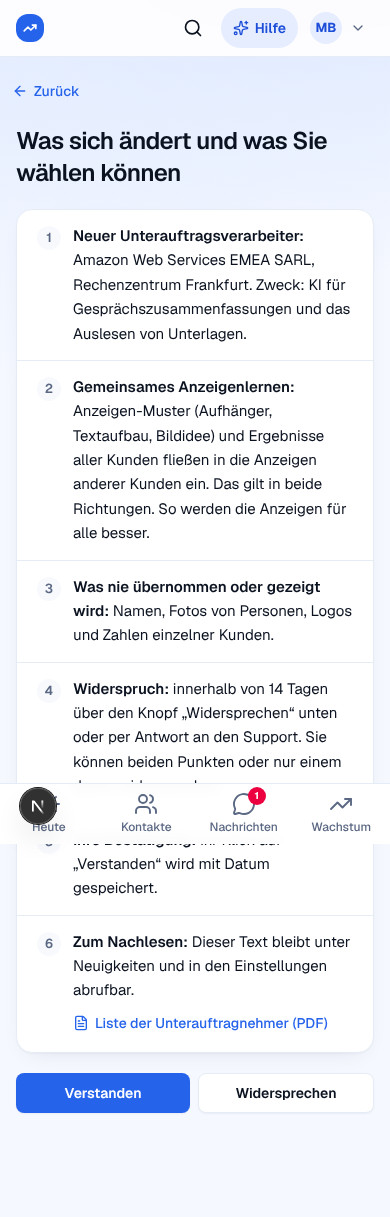 Hilfe
MB
Zurück
Was sich ändert und was Sie
wählen können
1
Neuer Unterauftragsverarbeiter:
Amazon Web Services EMEA SARL,
Rechenzentrum Frankfurt. Zweck: KI für
Gesprächszusammenfassungen und das
Auslesen von Unterlagen.
2
Gemeinsames Anzeigenlernen:
Anzeigen-Muster (Aufhänger,
Textaufbau, Bildidee) und Ergebnisse
aller Kunden fließen in die Anzeigen
anderer Kunden ein. Das gilt in beide
Richtungen. So werden die Anzeigen für
alle besser.
3
Was nie übernommen oder gezeigt
wird: Namen, Fotos von Personen, Logos
und Zahlen einzelner Kunden.
4
Widerspruch: innerhalb von 14 Tagen
über den Knopf „Widersprechen“ unten
oder per Antwort an den Support. Sie
können beiden Punkten oder nur einem
N
1
Heute
Kontakte
Nachrichten
Wachstum
„Verstanden“ wird mit Datum
gespeichert.
6
Zum Nachlesen: Dieser Text bleibt unter
Neuigkeiten und in den Einstellungen
abrufbar.
Liste der Unterauftragnehmer (PDF)
Verstanden
Widersprechen